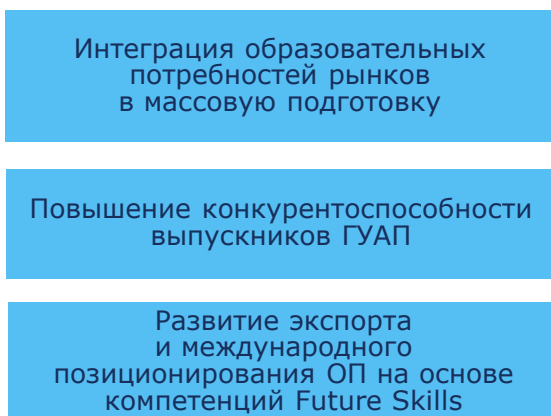 Интеграция образовательных
потребностей рынков
в массовую подготовку
Повышение конкурентоспособности
выпускников ГУАП
Развитие экспорта
и международного
позиционирования ОП на основе
компетенций Future Skills